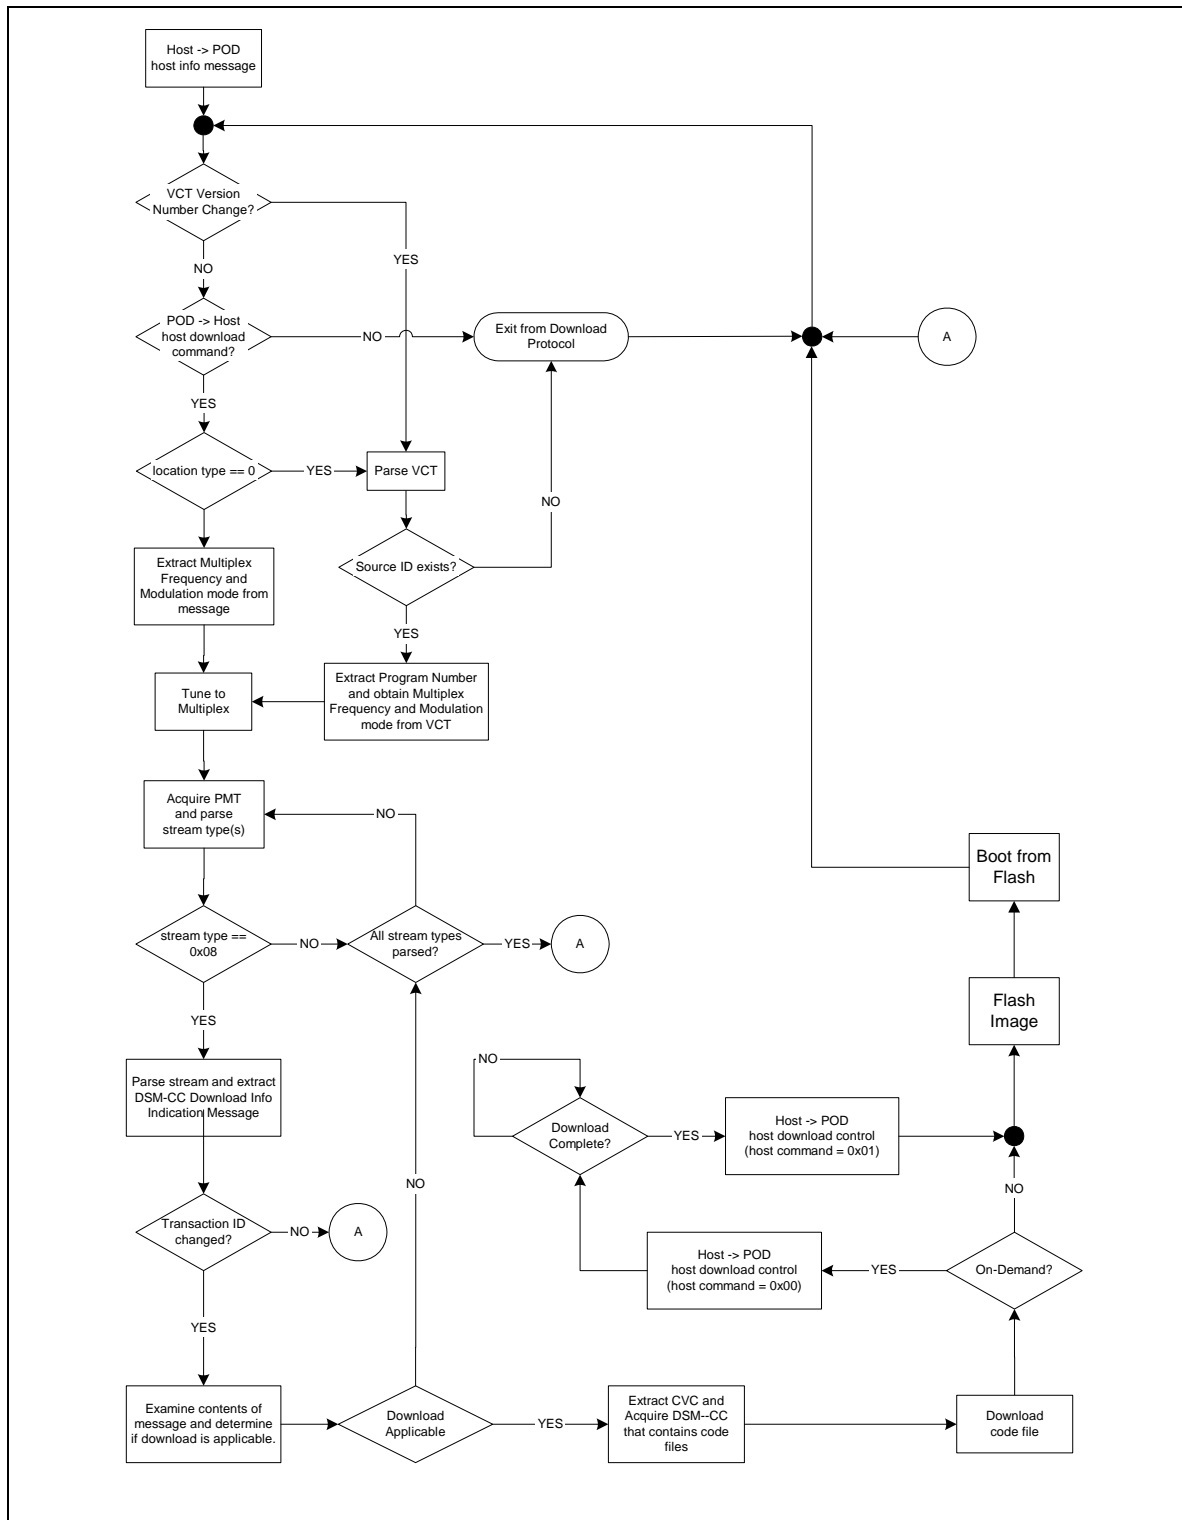 Host -> POD
host info message
VCT Version
Number Change?
YES
NO
POD -> Host
host download
command?
NO
Exit from Download
Protocol
A
YES
location type == 0
YES
Parse VCT
NO
Extract Multiplex
Frequency and
Modulation mode from
message
Source ID exists?
YES
Tune to
Multiplex
Extract Program Number
and obtain Multiplex
Frequency and Modulation
mode from VCT
Acquire PMT
and parse
stream type(s)
NO
Boot from
Flash
stream type ==
0x08
NO
All stream types
parsed?
YES
A
YES
Flash
Image
Parse stream and extract
DSM-CC Download Info
Indication Message
NO
Download
Complete?
YES
Host -> POD
host download control
(host command = 0x01)
NO
NO
Transaction ID
changed?
NO
A
Host -> POD
host download control
(host command = 0x00)
YES
On-Demand?
YES
Examine contents of
message and determine
if download is applicable.
Download
Applicable
YES
Extract CVC and
Acquire DSM--CC
that contains code
files
Download
code file